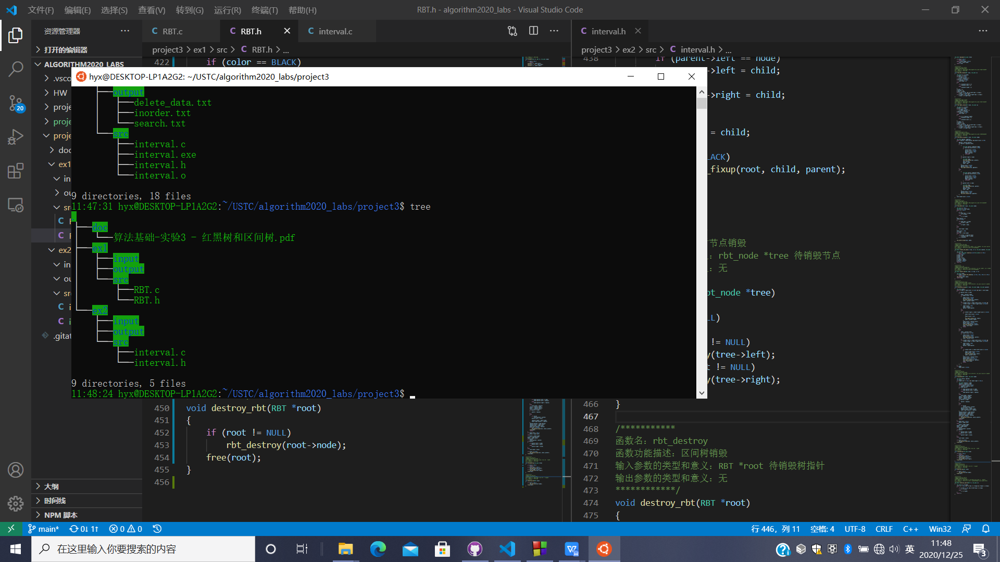 文件(F) 编辑(E) 选择(S) 查看(V) 转到(G) 运行(R) 终端(T) 帮助(H)
RBT.h - algorithm2020_labs - Visual Studio Code
资源管理器
RBT.c
RBT.h
interval.c
interval.h
打开的编辑器
project3 > ex1 > src > C RBT.h > ...
project3 > ex2 > src > C interval.h > ...
ALGORITHM2020_LABS
.vsco
HW
proje
proje
proje
doc
ex1
in
ou
src
ex2
in
ou
src
.gitat
大纲
时间线
NPM 脚本
422 if (color == BLACK)
hyx@DESKTOP-LP1A2G2: ~/USTC/algorithm2020_labs/project3
output
delete_data.txt
inorder.txt
search.txt
src
interval.c
interval.exe
interval.h
interval.o
9 directories, 18 files
11:47:31 hyx@DESKTOP-LP1A2G2:~/USTC/algorithm2020_labs/project3$ tree
.
doc
算法基础-实验3 - 红黑树和区间树.pdf
ex1
input
output
src
RBT.c
RBT.h
ex2
input
output
src
interval.c
interval.h
9 directories, 5 files
11:48:24 hyx@DESKTOP-LP1A2G2:~/USTC/algorithm2020_labs/project3$
450 void destroy_rbt(RBT *root)
451 {
452 if (root != NULL)
453 rbt_destroy(root->node);
454 free(root);
455 }
456
438 if (parent->left == node)
>left = child;
>right = child;
= child;
LACK)
_fixup(root, child, parent);
节点销毁
: rbt_node *tree 待销毁节点
: 无
bt_node *tree)
LL)
!= NULL)
y(tree->left);
t != NULL)
y(tree->right);
466 }
467
468 /***********
469 函数名: rbt_destroy
470 函数功能描述: 区间树销毁
471 输入参数的类型和意义: RBT *root 待销毁树指针
472 输出参数的类型和意义: 无
473 ************/
474 void destroy_rbt(RBT *root)
475 {
20
main* 0↓ 1↑ 0 0
行 446, 列 11 空格: 4 UTF-8 CRLF C++ Win32
在这里输入你要搜索的内容
英
11:48
2020/12/25
3